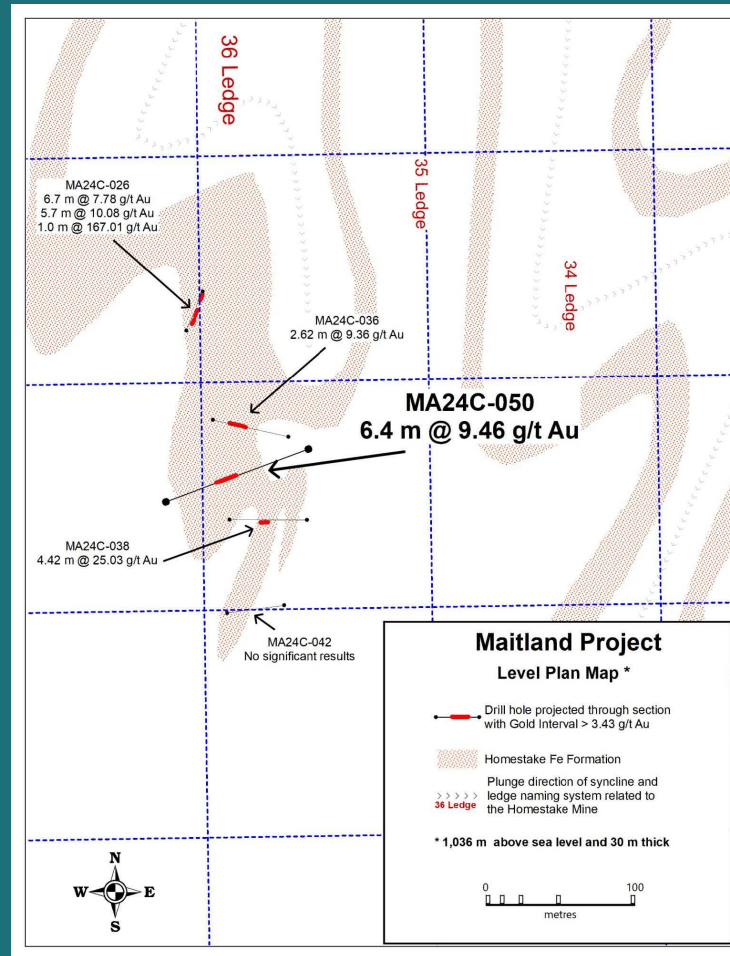 36 Ledge
35 Ledge
34 Ledge
MA24C-026
6.7 m @ 7.78 g/t Au
5.7 m @ 10.08 g/t Au
1.0 m @ 167.01 g/t Au
MA24C-036
2.62 m @ 9.36 g/t Au
MA24C-050
6.4 m @ 9.46 g/t Au
MA24C-038
4.42 m @ 25.03 g/t Au
MA24C-042
No significant results
Maitland Project
Level Plan Map *
Drill hole projected through section
with Gold Interval > 3.43 g/t Au
Homestake Fe Formation
Plunge direction of syncline and
ledge naming system related to
the Homestake Mine
36 Ledge
* 1,036 m above sea level and 30 m thick
0 100
metres
N
W E
S